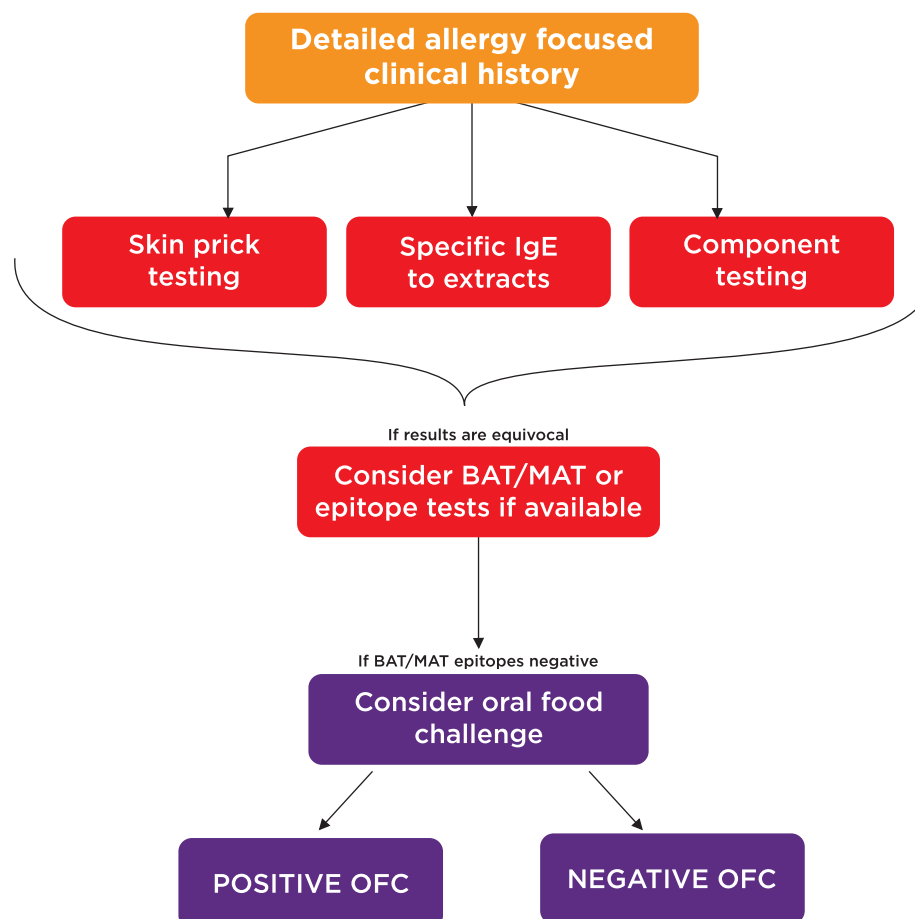 Detailed allergy focused
clinical history
Skin prick
testing
Specific IgE
to extracts
Component
testing
If results are equivocal
Consider BAT/MAT or
epitope tests if available
If BAT/MAT epitopes negative
Consider oral food
challenge
POSITIVE OFC
NEGATIVE OFC